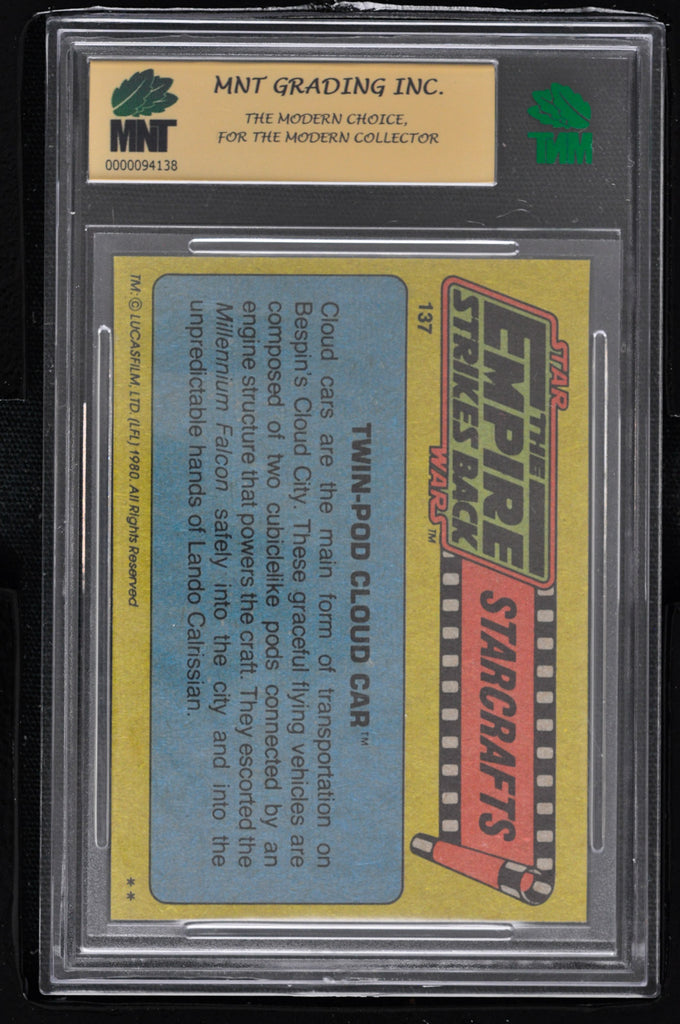 MNT GRADING INC.
THE MODERN CHOICE,
FOR THE MODERN COLLECTOR
MNT
0000094138
MNT
STAR
THE
EMPIRE
STRIKES BACK
WARS™
STARCRAFTS
137
TWIN-POD CLOUD CAR™
Cloud cars are the main form of transportation on
Bespin's Cloud City. These graceful flying vehicles are
composed of two cubiclelike pods connected by an
engine structure that powers the craft. They escorted the
Millennium Falcon safely into the city and into the
unpredictable hands of Lando Calrissian.
TM: © LUCASFILM, LTD. (LFL) 1980. All Rights Reserved
**